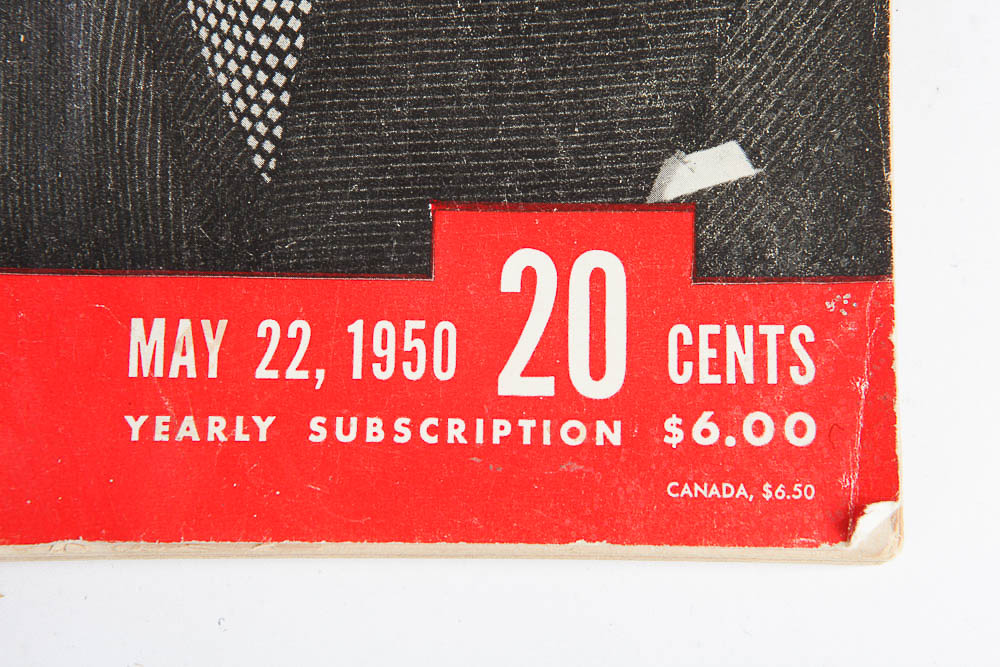 MAY 22, 1950 20 CENTS
YEARLY SUBSCRIPTION $6.00
CANADA, $6.50